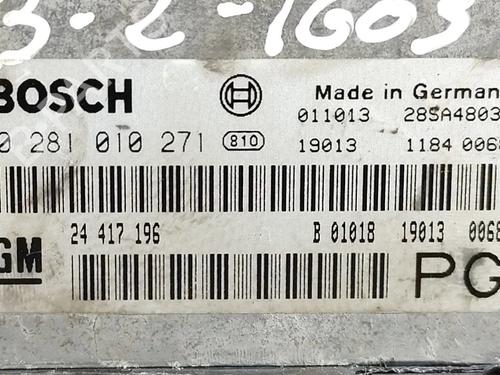 3-2-1603
BOSCH
Made in German
0 281 010 271 810
011013 28SA4803
19013 1184 006
24 417 196 B 01018 19013 006
GM
PG